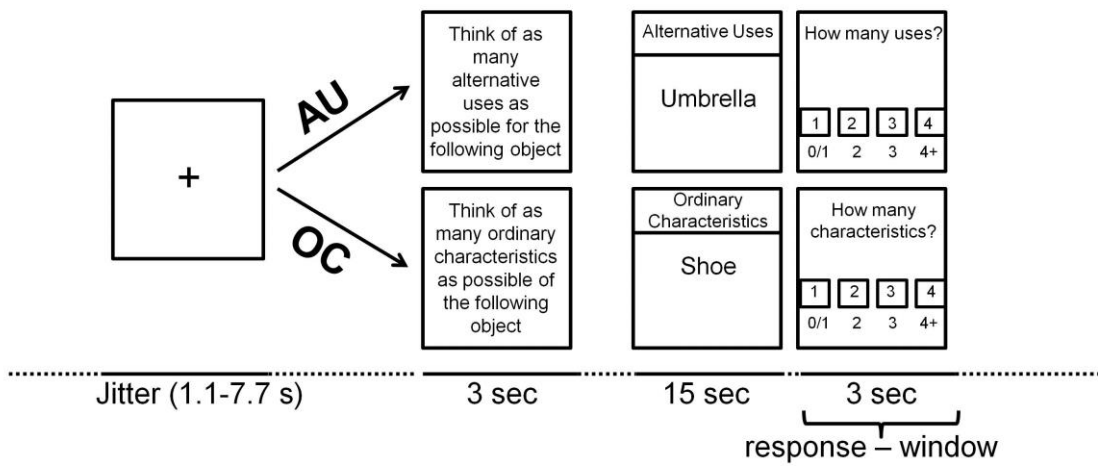 +
AU
OC
Think of as
many
alternative
uses as
possible for the
following object
Alternative Uses
Umbrella
How many uses?
1 2 3 4
0/1 2 3 4+
Think of as
many ordinary
characteristics
as possible of
the following
object
Ordinary
Characteristics
Shoe
How many
characteristics?
1 2 3 4
0/1 2 3 4+
Jitter (1.1-7.7 s) 3 sec 15 sec 3 sec
response – window